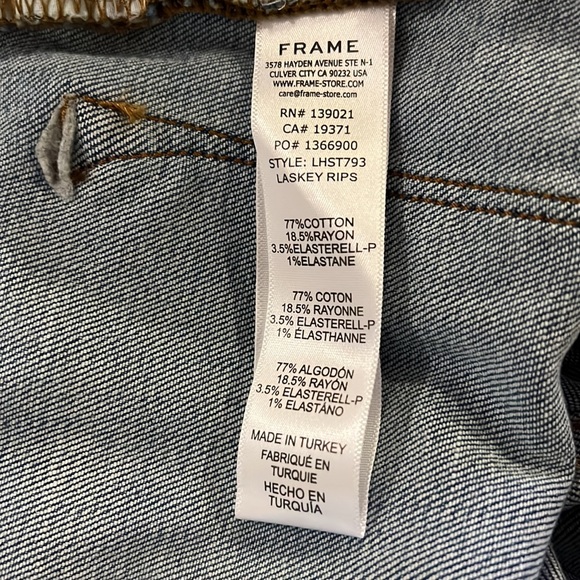 FRAME
3578 HAYDEN AVENUE STE N-1
CULVER CITY CA 90232 USA
WWW.FRAME-STORE.COM
care@frame-store.com
RN# 139021
CA# 19371
PO# 1366900
STYLE: LHST793
LASKEY RIPS
77%COTTON
18.5%RAYON
3.5%ELASTERELL-P
1%ELASTANE
77% COTON
18.5% RAYONNE
3.5% ELASTERELL-P
1% ÉLASTHANNE
77% ALGODÓN
18.5% RAYÓN
3.5% ELASTERELL-P
1% ELASTÁNO
MADE IN TURKEY
FABRIQUÉ EN
TURQUIE
HECHO EN
TURQUÍA